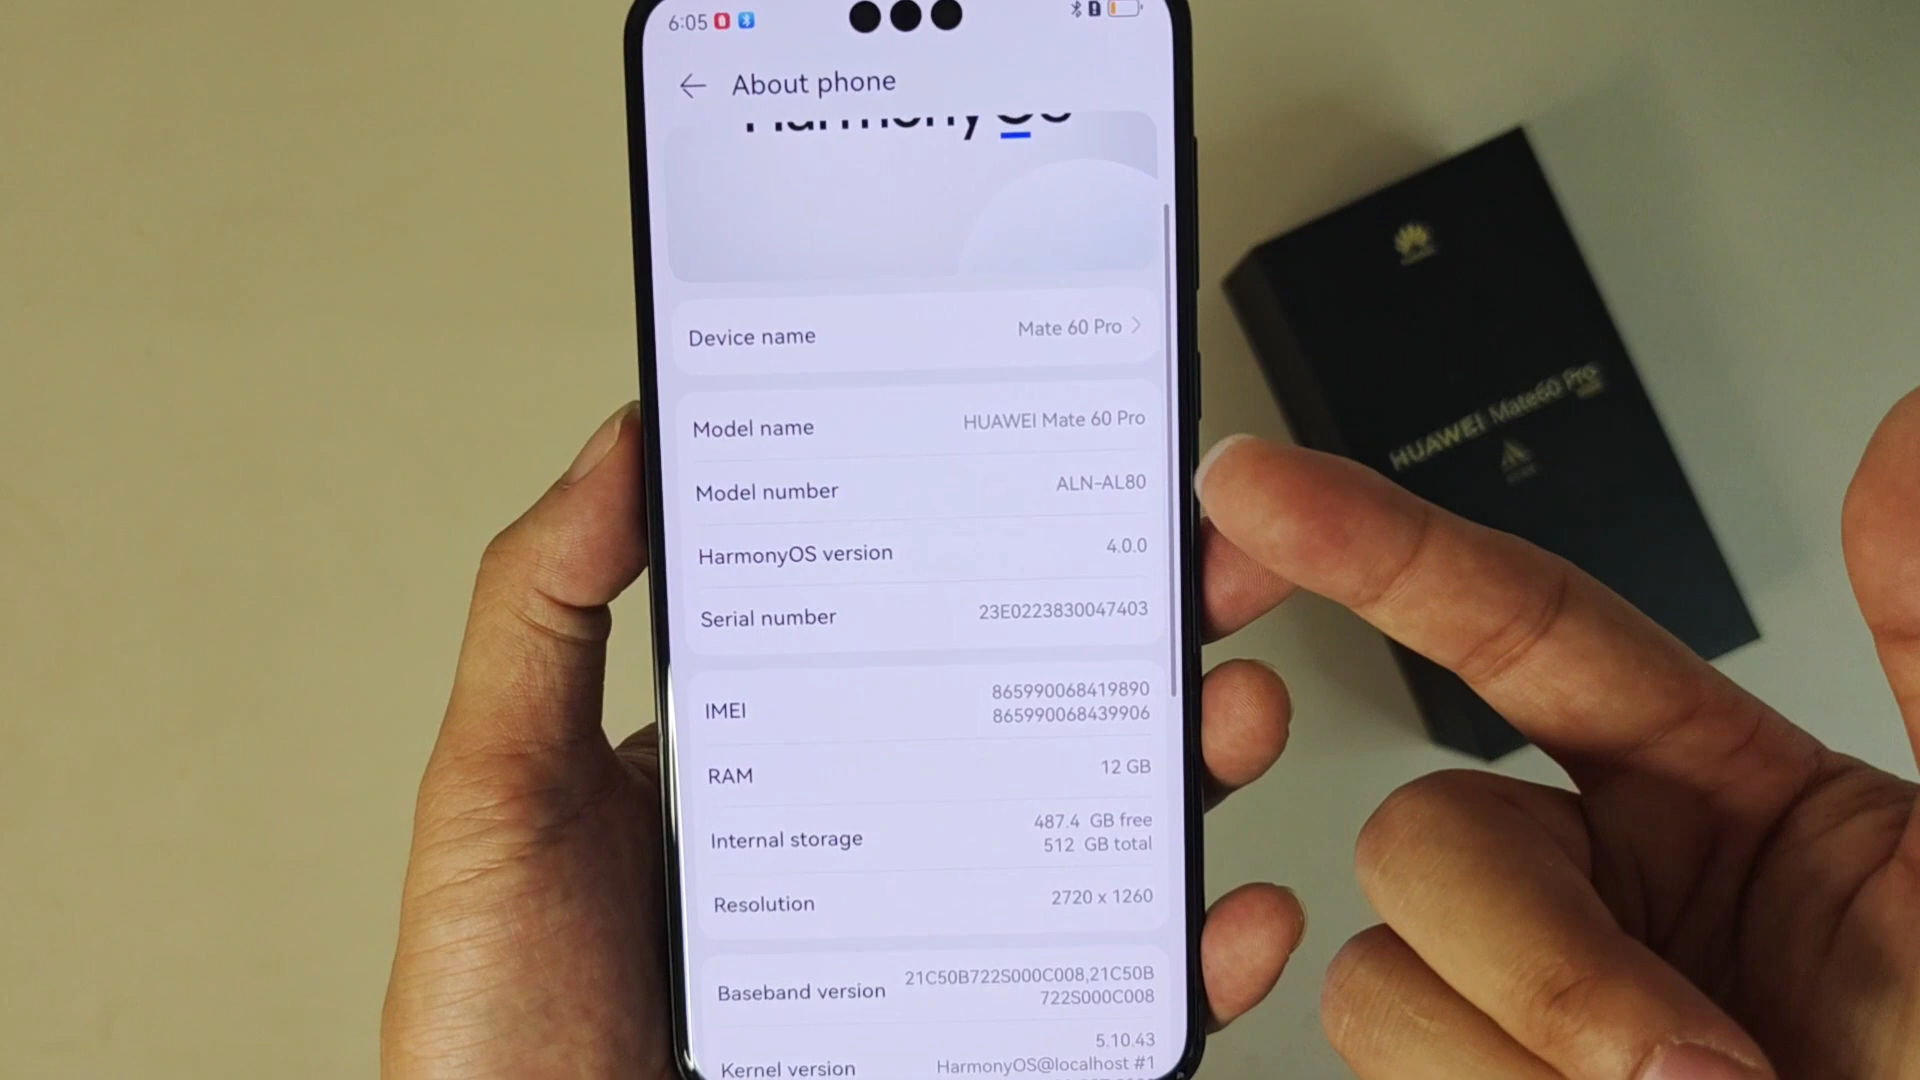 6:05
About phone
HarmonyOS
Device name
Mate 60 Pro
Model name
HUAWEI Mate 60 Pro
Model number
ALN-AL80
HarmonyOS version
4.0.0
Serial number
23E0223830047403
IMEI
865990068419890
865990068439906
RAM
12 GB
Internal storage
487.4 GB free
512 GB total
Resolution
2720 x 1260
Baseband version
21C50B722S000C008,21C50B
722S000C008
Kernel version
5.10.43
HarmonyOS@localhost #1
HUAWEI Mate60 Pro